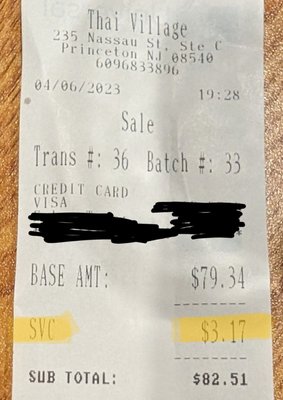 Thai Village
235 Nassau St. Ste C
Princeton NJ 08540
6096833896
04/06/2023 19:28
Sale
Trans #: 36 Batch #: 33
CREDIT CARD
VISA
BASE AMT: $79.34
SVC $3.17
SUB TOTAL: $82.51